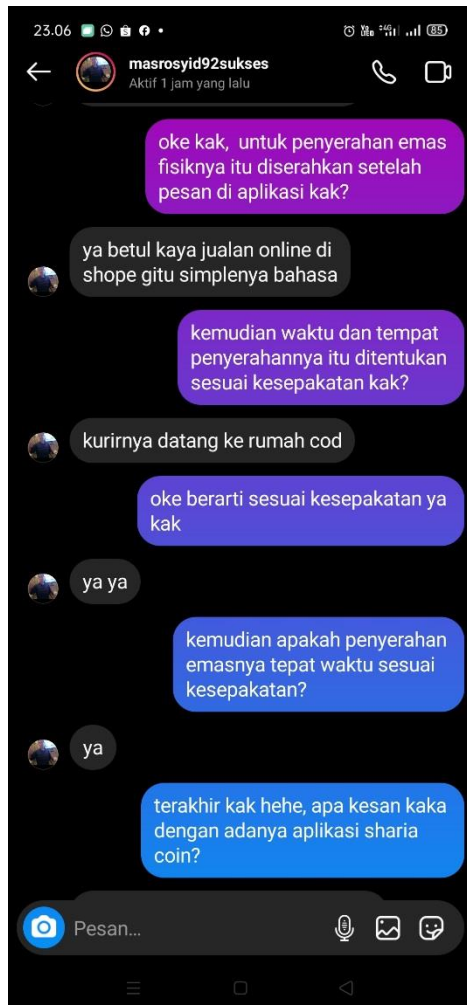 23.06
85
masrosyid92sukses
Aktif 1 jam yang lalu
oke kak, untuk penyerahan emas
fisiknya itu diserahkan setelah
pesan di aplikasi kak?
ya betul kaya jualan online di
shope gitu simplenya bahasa
kemudian waktu dan tempat
penyerahannya itu ditentukan
sesuai kesepakatan kak?
kurirnya datang ke rumah cod
oke berarti sesuai kesepakatan ya
kak
ya ya
kemudian apakah penyerahan
emasnya tepat waktu sesuai
kesepakatan?
ya
terakhir kak hehe, apa kesan kaka
dengan adanya aplikasi sharia
coin?
Pesan...